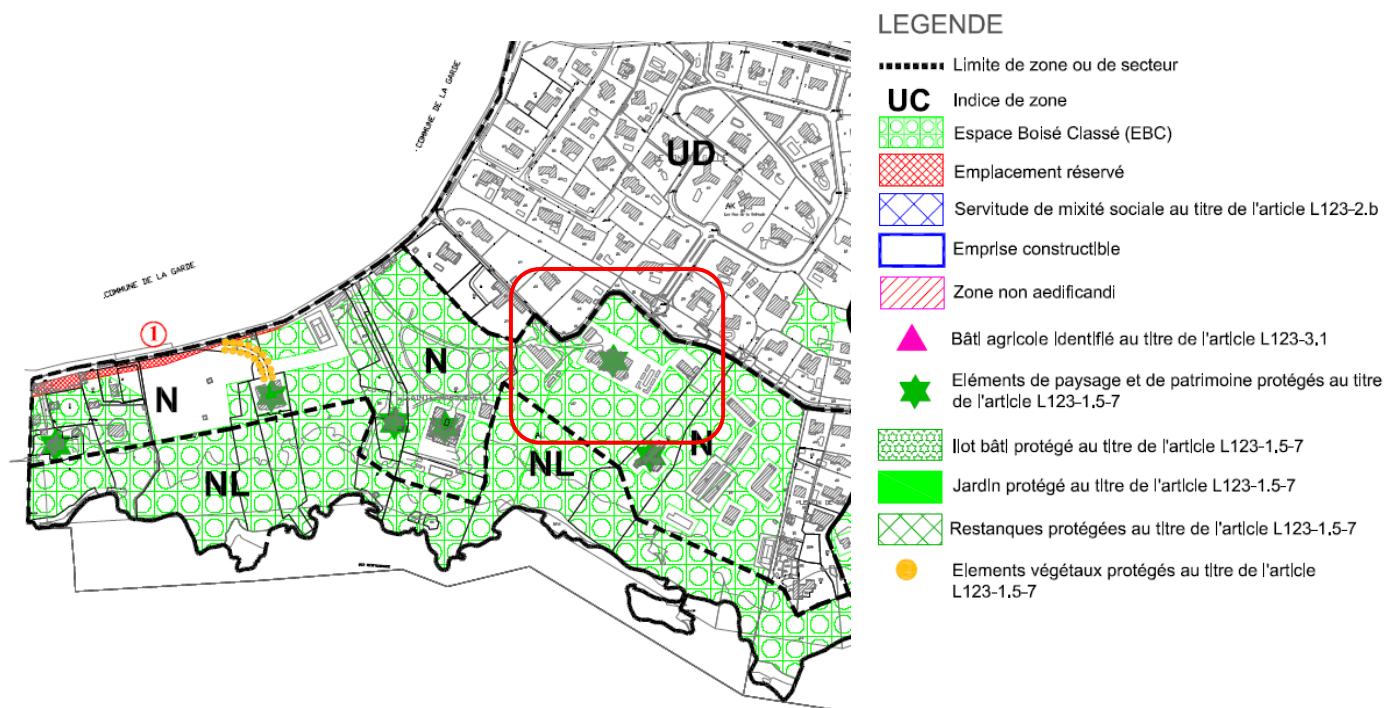 LEGENDE
Limite de zone ou de secteur
UC
Indice de zone
Espace Boisé Classé (EBC)
Emplacement réservé
Servitude de mixité sociale au titre de l'article L123-2.b
Emprise constructible
Zone non aedificandi
Bâti agricole identifié au titre de l'article L123-3.1
Eléments de paysage et de patrimoine protégés au titre
de l'article L123-1.5-7
Ilot bâti protégé au titre de l'article L123-1.5-7
Jardin protégé au titre de l'article L123-1.5-7
Restanques protégées au titre de l'article L123-1.5-7
Elements végétaux protégés au titre de l'article
L123-1.5-7
COMMUNE DE LA GARDE
COMMUNE DE LA GARDE
UD
AK
1
N
N
N
NL
NL